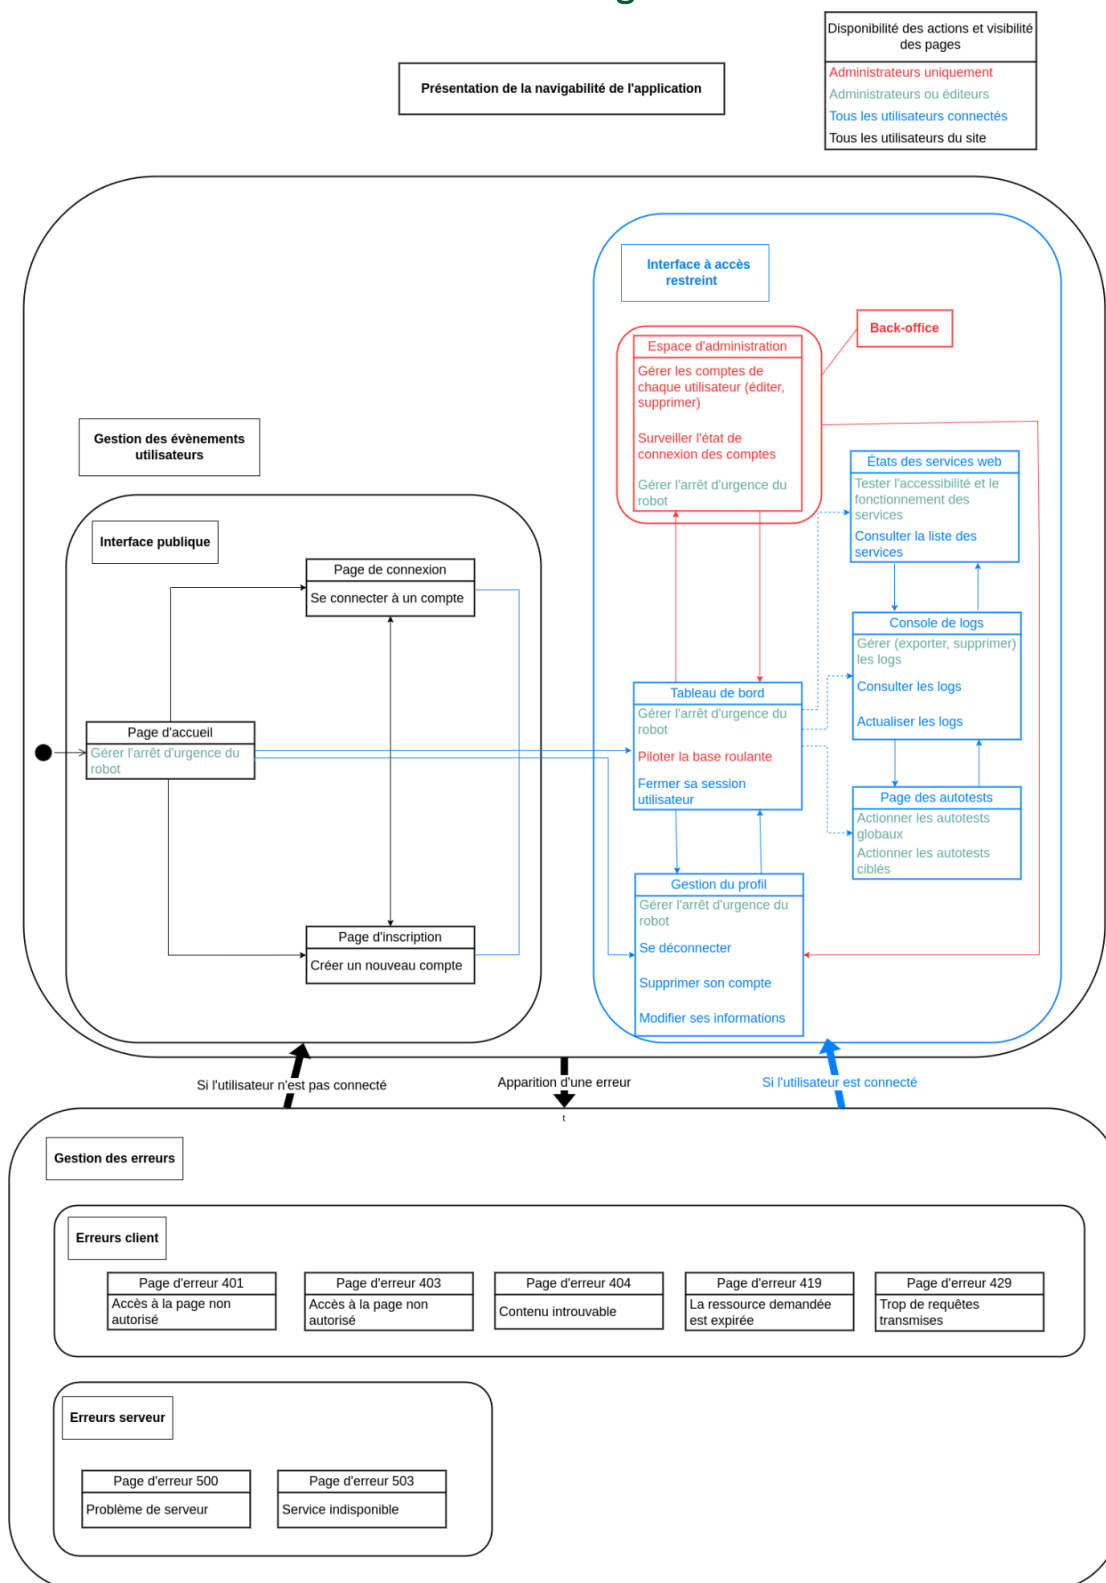 Présentation de la navigabilité de l'application
Disponibilité des actions et visibilité
des pages
Administrateurs uniquement
Administrateurs ou éditeurs
Tous les utilisateurs connectés
Tous les utilisateurs du site
Gestion des évènements
utilisateurs
Interface publique
Page de connexion
Se connecter à un compte
Page d'accueil
Gérer l'arrêt d'urgence du
robot
Page d'inscription
Créer un nouveau compte
Interface à accès
restreint
Back-office
Espace d'administration
Gérer les comptes de
chaque utilisateur (éditer,
supprimer)
Surveiller l'état de
connexion des comptes
Gérer l'arrêt d'urgence du
robot
États des services web
Tester l'accessibilité et le
fonctionnement des
services
Consulter la liste des
services
Console de logs
Gérer (exporter, supprimer)
les logs
Consulter les logs
Actualiser les logs
Tableau de bord
Gérer l'arrêt d'urgence du
robot
Piloter la base roulante
Fermer sa session
utilisateur
Page des autotests
Actionner les autotests
globaux
Actionner les autotests
ciblés
Gestion du profil
Gérer l'arrêt d'urgence du
robot
Se déconnecter
Supprimer son compte
Modifier ses informations
Si l'utilisateur n'est pas connecté
Apparition d'une erreur
Si l'utilisateur est connecté
t
Gestion des erreurs
Erreurs client
Page d'erreur 401
Accès à la page non
autorisé
Page d'erreur 403
Accès à la page non
autorisé
Page d'erreur 404
Contenu introuvable
Page d'erreur 419
La ressource demandée
est expirée
Page d'erreur 429
Trop de requêtes
transmises
Erreurs serveur
Page d'erreur 500
Problème de serveur
Page d'erreur 503
Service indisponible